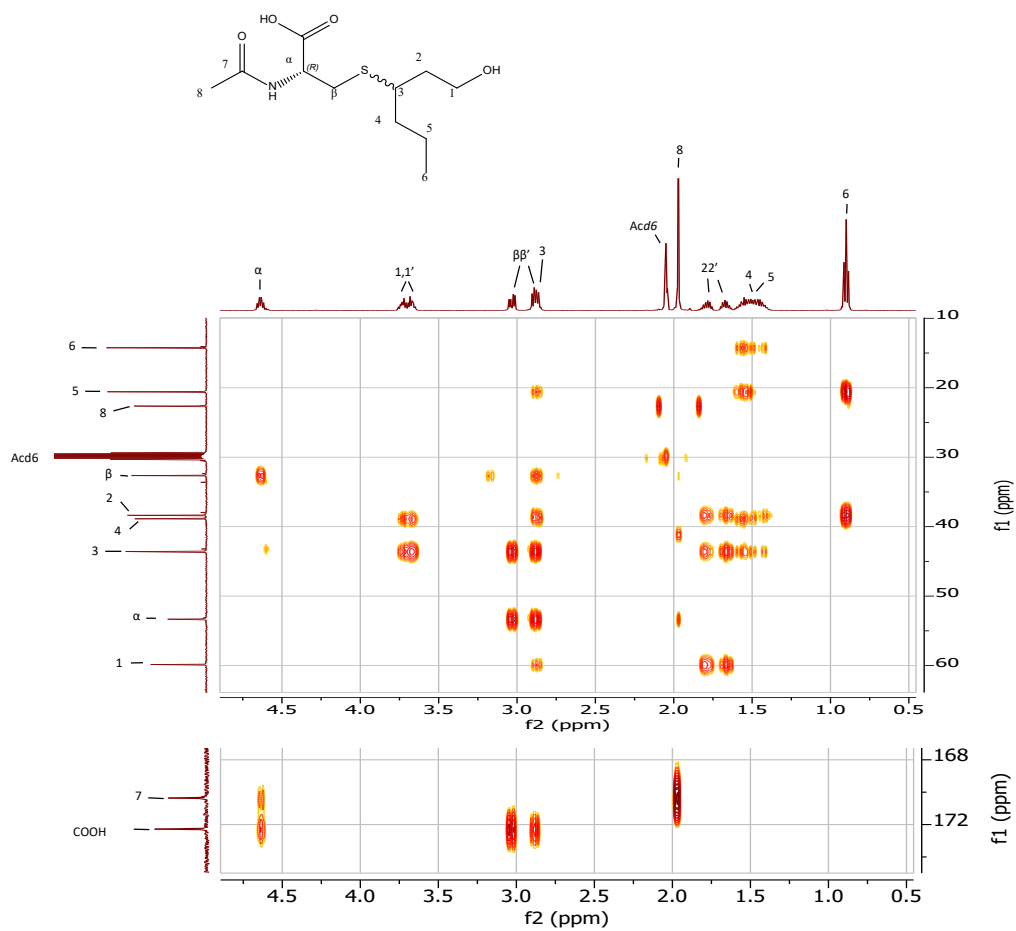 HO
O
O
2
α
7
OH
(R)
S
8
N
H
β
3
1
4
5
6
8
6
Acd6
ββ’
3
α
1,1’
22’
4
5
10
6
5
20
8
Acd6
30
β
2
4
40
3
50
α
1
60
f1 (ppm)
4.5 4.0 3.5 3.0 2.5 2.0 1.5 1.0 0.5
f2 (ppm)
168
7
COOH
172
f1 (ppm)
4.5 4.0 3.5 3.0 2.5 2.0 1.5 1.0 0.5
f2 (ppm)